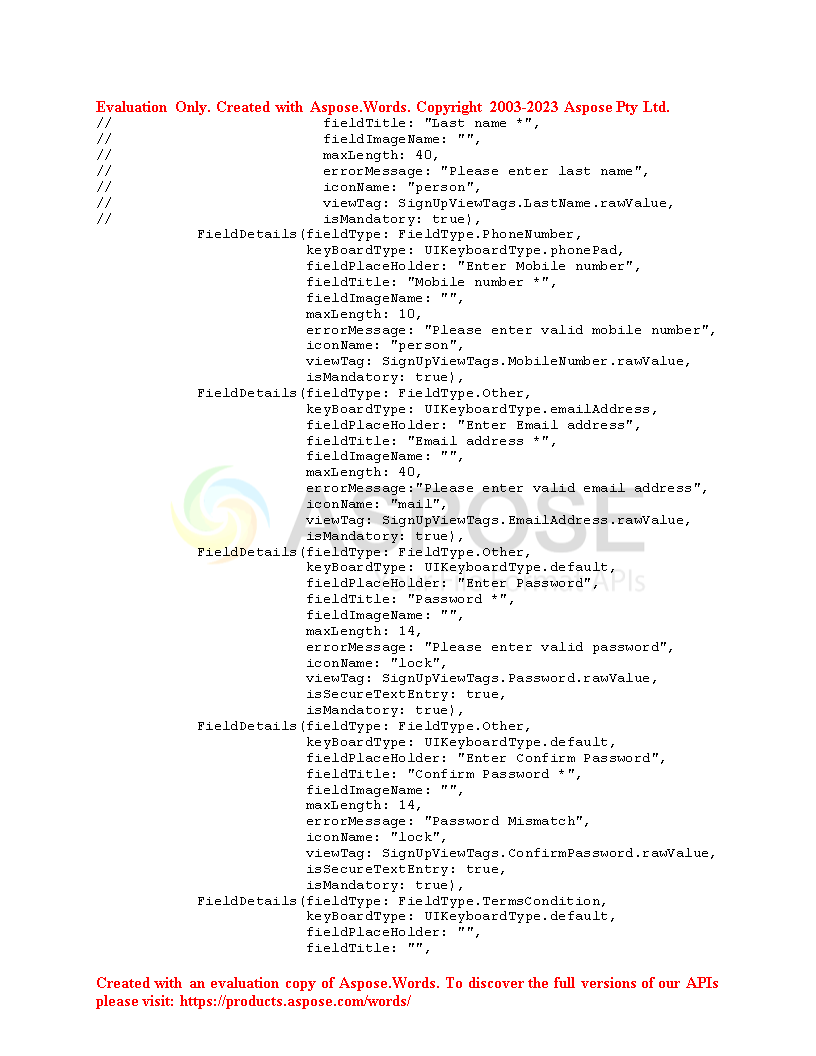 Evaluation Only. Created with Aspose.Words. Copyright 2003-2023 Aspose Pty Ltd.
// fieldTitle: "Last name *",
// fieldImageName: "",
// maxLength: 40,
// errorMessage: "Please enter last name",
// iconName: "person",
// viewTag: SignUpViewTags.LastName.rawValue,
// isMandatory: true),
FieldDetails(fieldType: FieldType.PhoneNumber,
keyBoardType: UIKeyboardType.phonePad,
fieldPlaceHolder: "Enter Mobile number",
fieldTitle: "Mobile number *",
fieldImageName: "",
maxLength: 10,
errorMessage: "Please enter valid mobile number",
iconName: "person",
viewTag: SignUpViewTags.MobileNumber.rawValue,
isMandatory: true),
FieldDetails(fieldType: FieldType.Other,
keyBoardType: UIKeyboardType.emailAddress,
fieldPlaceHolder: "Enter Email address",
fieldTitle: "Email address *",
fieldImageName: "",
maxLength: 40,
errorMessage:"Please enter valid email address",
iconName: "mail",
viewTag: SignUpViewTags.EmailAddress.rawValue,
isMandatory: true),
FieldDetails(fieldType: FieldType.Other,
keyBoardType: UIKeyboardType.default,
fieldPlaceHolder: "Enter Password",
fieldTitle: "Password *",
fieldImageName: "",
maxLength: 14,
errorMessage: "Please enter valid password",
iconName: "lock",
viewTag: SignUpViewTags.Password.rawValue,
isSecureTextEntry: true,
isMandatory: true),
FieldDetails(fieldType: FieldType.Other,
keyBoardType: UIKeyboardType.default,
fieldPlaceHolder: "Enter Confirm Password",
fieldTitle: "Confirm Password *",
fieldImageName: "",
maxLength: 14,
errorMessage: "Password Mismatch",
iconName: "lock",
viewTag: SignUpViewTags.ConfirmPassword.rawValue,
isSecureTextEntry: true,
isMandatory: true),
FieldDetails(fieldType: FieldType.TermsCondition,
keyBoardType: UIKeyboardType.default,
fieldPlaceHolder: "",
fieldTitle: "",
ASPOSE
APIs
Created with an evaluation copy of Aspose.Words. To discover the full versions of our APIs
please visit: https://products.aspose.com/words/